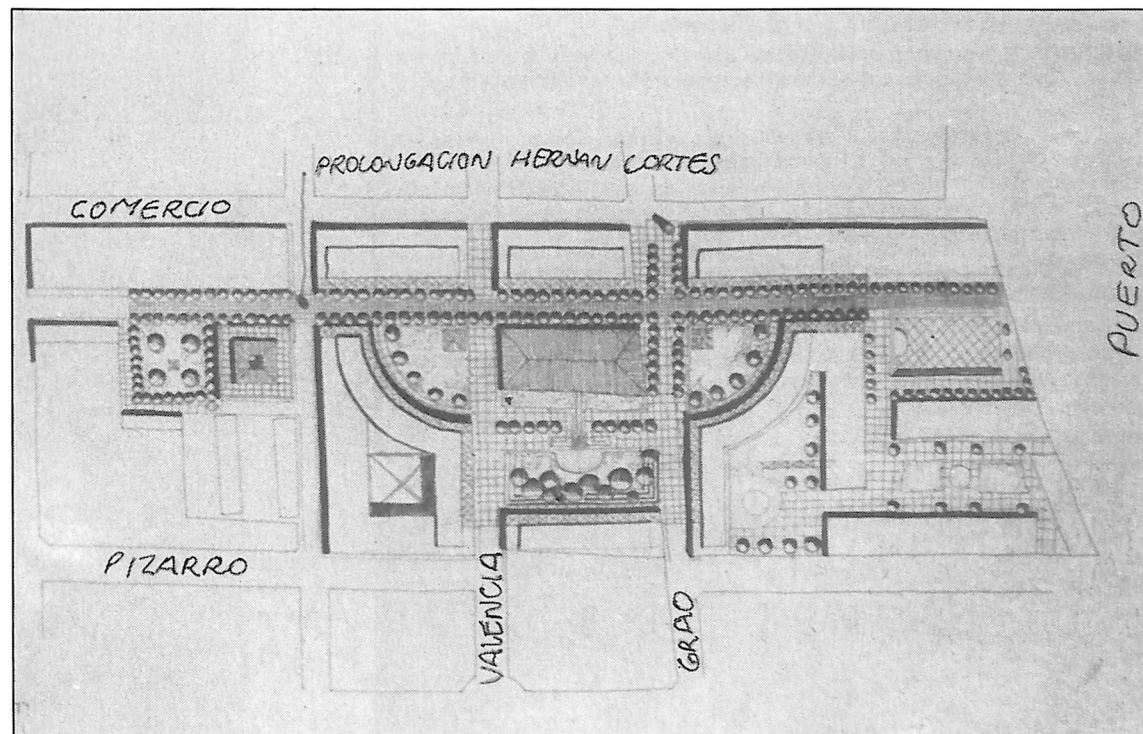 PROLONGACION HERNAN CORTES
COMERCIO
PUERTO
PIZARRO
VALENCIA
GRAO